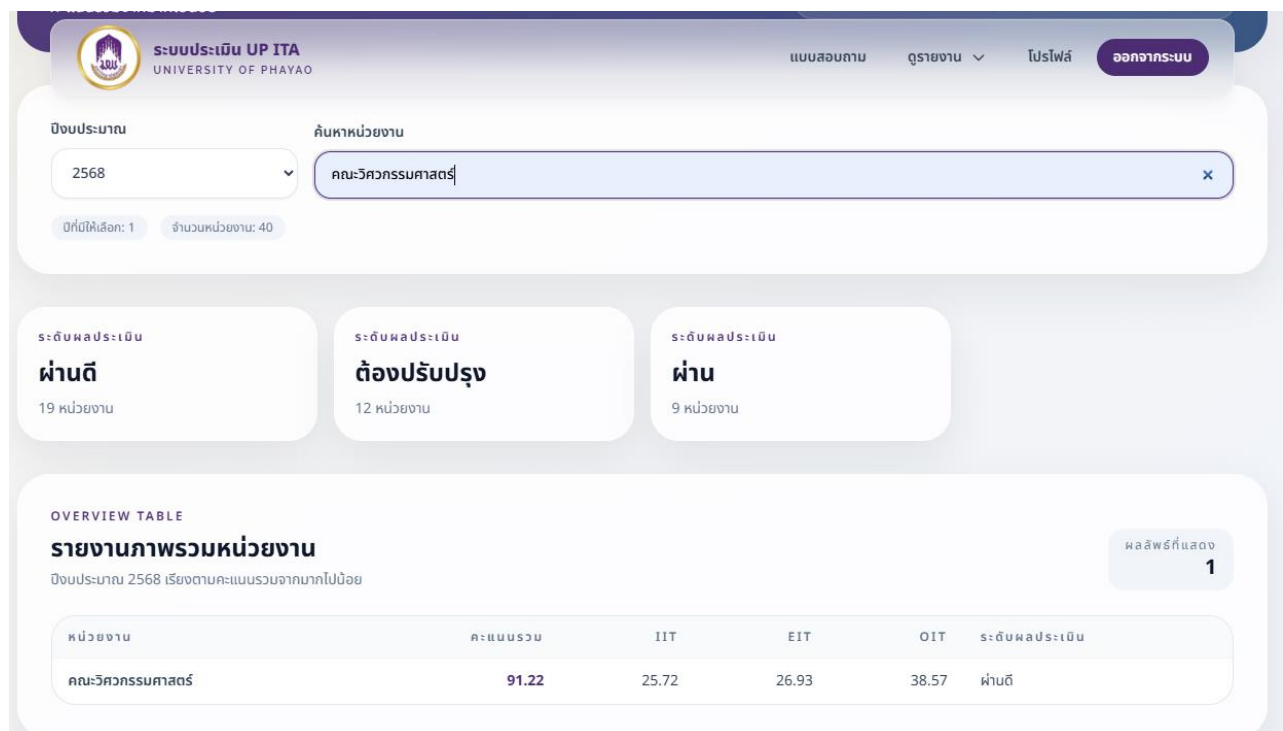 ระบบประเมิน UP ITA
UNIVERSITY OF PHAYAO
แบบสอบถาม ดูรายงาน โปรไฟล์ ออกจากระบบ
ปีงบประมาณ
ค้นหาหน่วยงาน
2568
คณะวิศวกรรมศาสตร์
ปีที่มีให้เลือก: 1 จำนวนหน่วยงาน: 40
ระดับผลประเมิน
ผ่านดี
19 หน่วยงาน
ระดับผลประเมิน
ต้องปรับปรุง
12 หน่วยงาน
ระดับผลประเมิน
ผ่าน
9 หน่วยงาน
OVERVIEW TABLE
รายงานภาพรวมหน่วยงาน
ปีงบประมาณ 2568 เรียงตามคะแนนรวมจากมากไปน้อย
ผลลัพธ์ที่แสดง
1
หน่วยงาน คะแนนรวม IIT EIT OIT ระดับผลประเมิน
คณะวิศวกรรมศาสตร์ 91.22 25.72 26.93 38.57 ผ่านดี